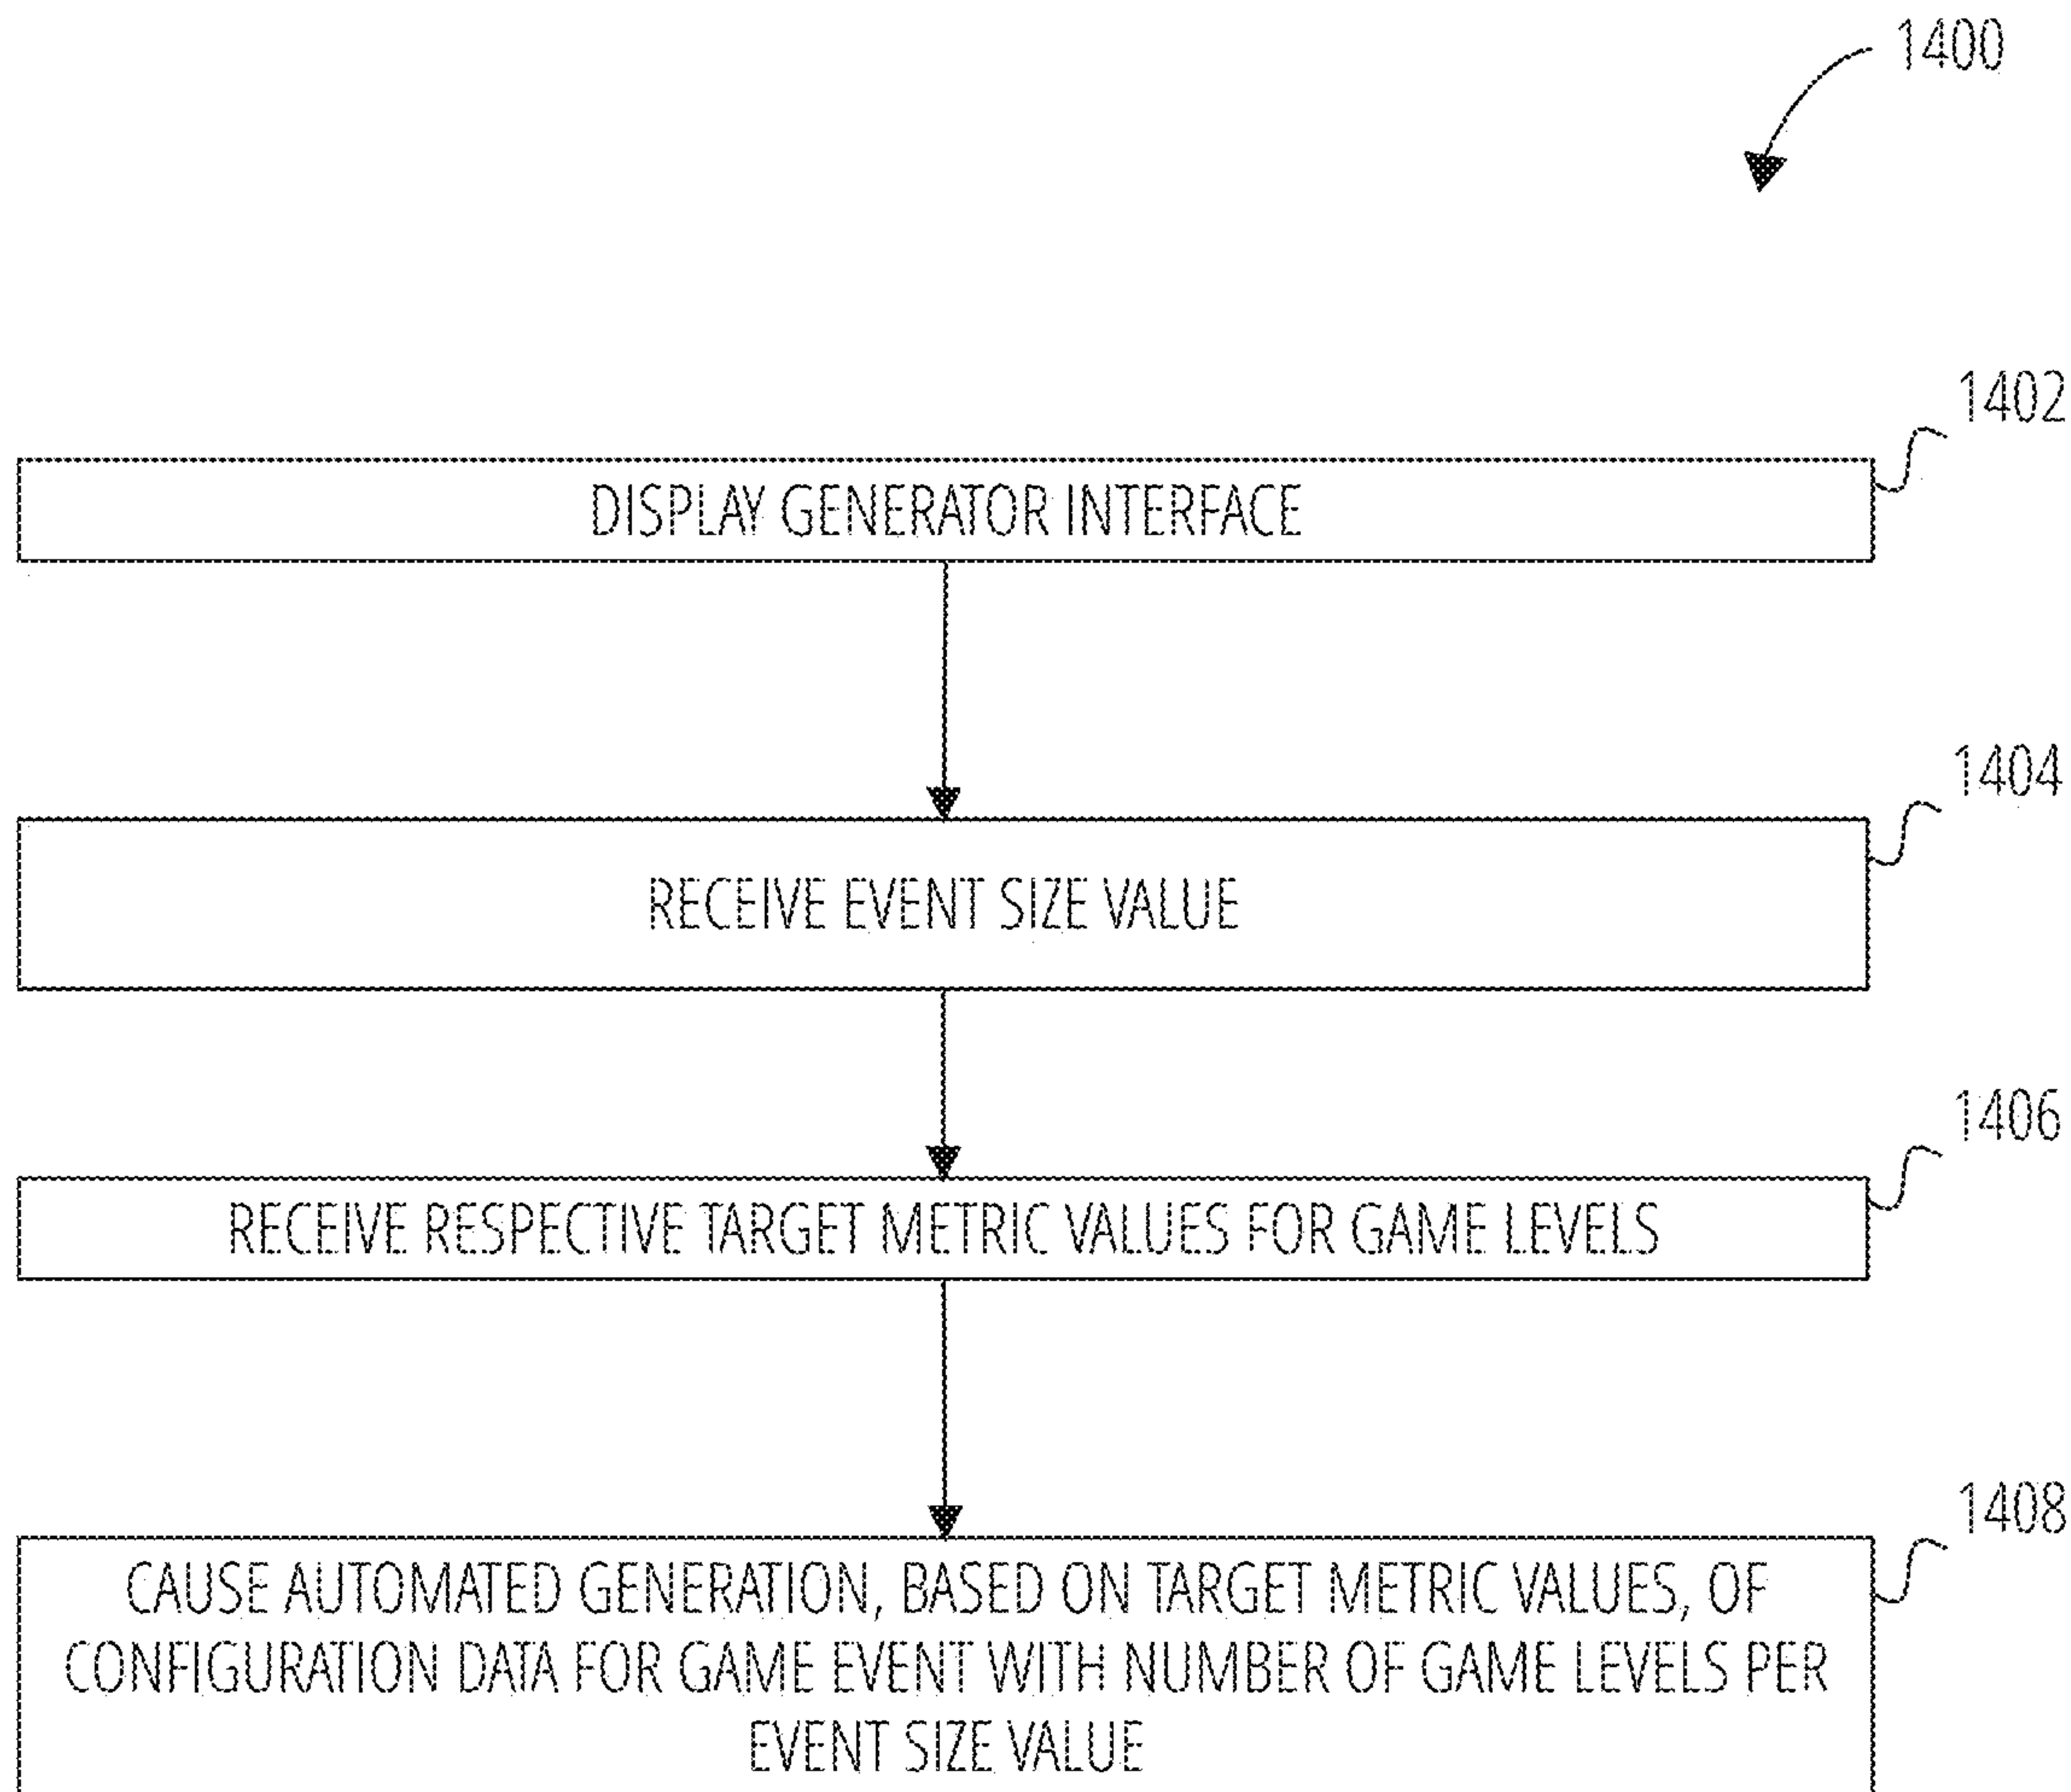 1400
1402
DISPLAY GENERATOR INTERFACE
1404
RECEIVE EVENT SIZE VALUE
1406
RECEIVE RESPECTIVE TARGET METRIC VALUES FOR GAME LEVELS
1408
CAUSE AUTOMATED GENERATION, BASED ON TARGET METRIC VALUES, OF
CONFIGURATION DATA FOR GAME EVENT WITH NUMBER OF GAME LEVELS PER
EVENT SIZE VALUE